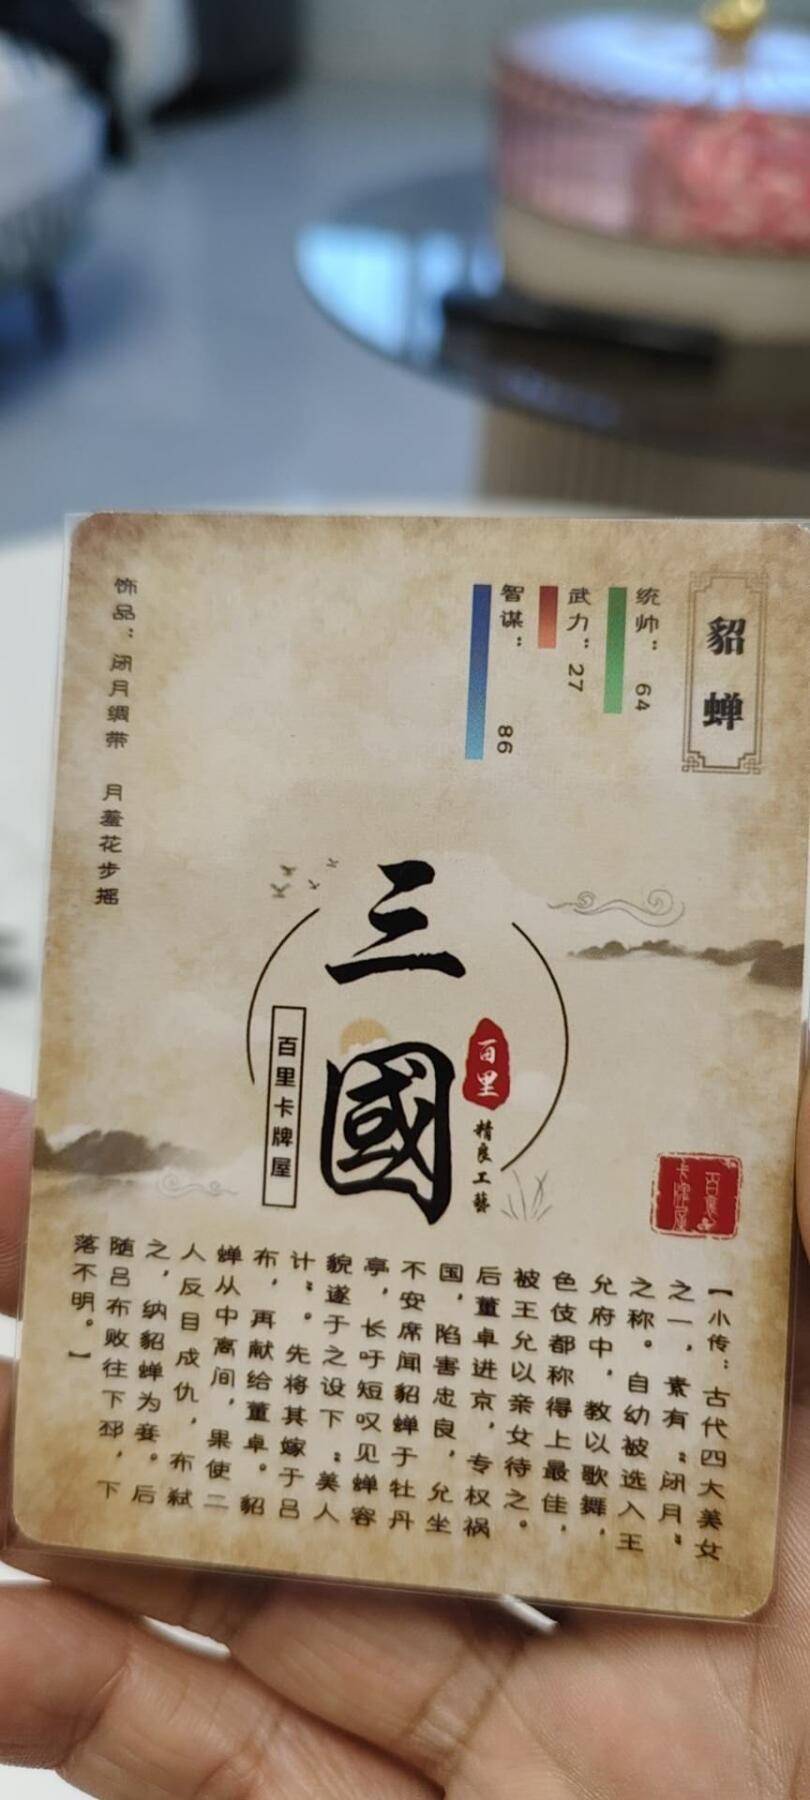 貂蝉
统帅：64
武力：27
智谋：86
饰品：闭月绸带 月羞花步摇
三國
百里
精良工藝
百里卡牌屋
百里
卡牌屋
【小传：古代四大美女
之一，素有“闭月”
之称。自幼被选入王
允府中，教以歌舞，
色伎都称得上最佳，
被王允以亲女待之。
后董卓进京，专权祸
国，陷害忠良，允坐
不安席闻貂蝉于牡丹
亭，长吁短叹见蝉容
貌遂于之设下“美人
计”。先将其嫁于吕
布，再献给董卓。貂
蝉从中离间，果使二
人反目成仇，布弑
之，纳貂蝉为妾。后
随吕布败往下邳，下
落不明。】